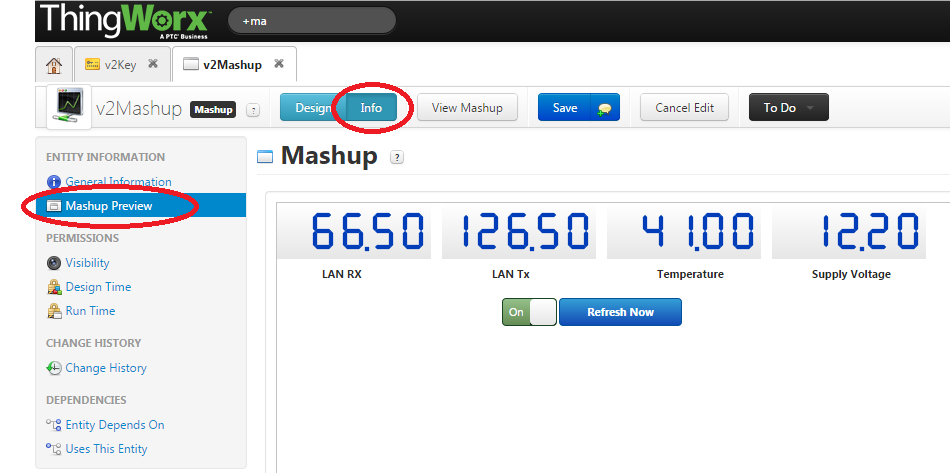 ThingWorx™
A PTC Business
+ma
v2Key
v2Mashup
v2Mashup Mashup ?
Design Info View Mashup Save Cancel Edit To Do
ENTITY INFORMATION
General Information
Mashup Preview
PERMISSIONS
Visibility
Design Time
Run Time
CHANGE HISTORY
Change History
DEPENDENCIES
Entity Depends On
Uses This Entity
Mashup ?
66.50 126.50 41.00 12.20
LAN RX LAN Tx Temperature Supply Voltage
On Refresh Now